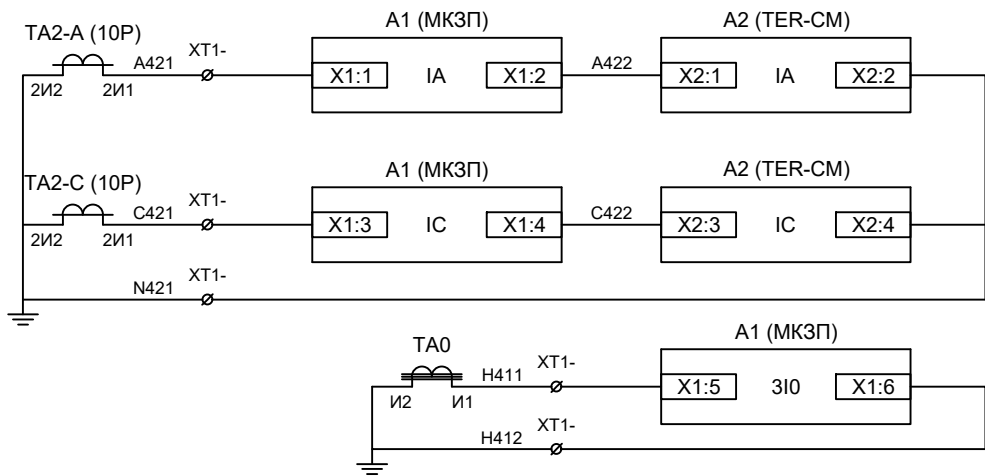 TA2-A (10P)
A421
XT1-
2И2
2И1
A1 (МКЗП)
X1:1
IA
X1:2
A422
A2 (TER-CM)
X2:1
IA
X2:2
TA2-C (10P)
C421
XT1-
2И2
2И1
A1 (МКЗП)
X1:3
IC
X1:4
C422
A2 (TER-CM)
X2:3
IC
X2:4
N421
XT1-
TA0
H411
XT1-
И2
И1
A1 (МКЗП)
X1:5
3I0
X1:6
H412
XT1-